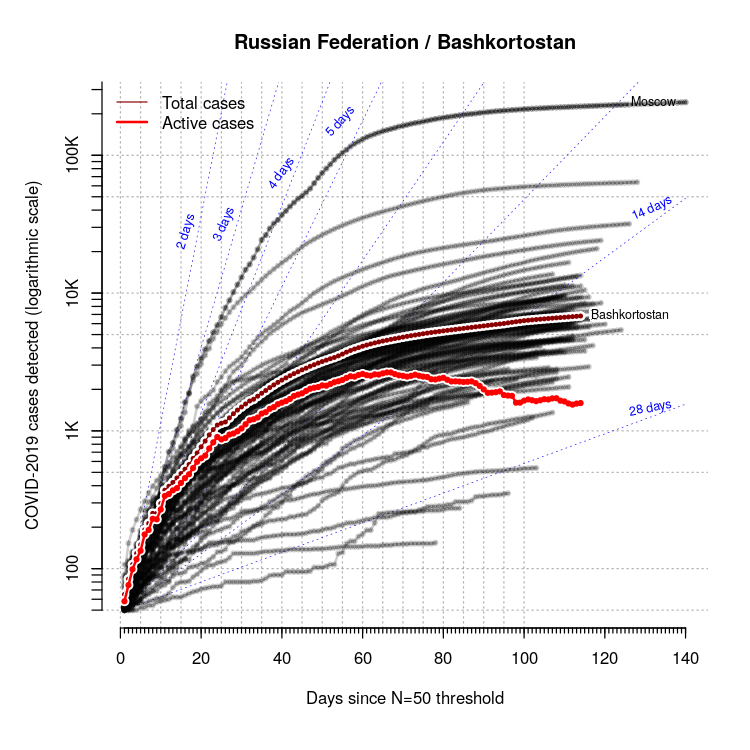 Russian Federation / Bashkortostan
Total cases
Active cases
Moscow
2 days
3 days
4 days
5 days
14 days
28 days
Bashkortostan
COVID-2019 cases detected (logarithmic scale)
100K
10K
1K
100
0 20 40 60 80 100 120 140
Days since N=50 threshold